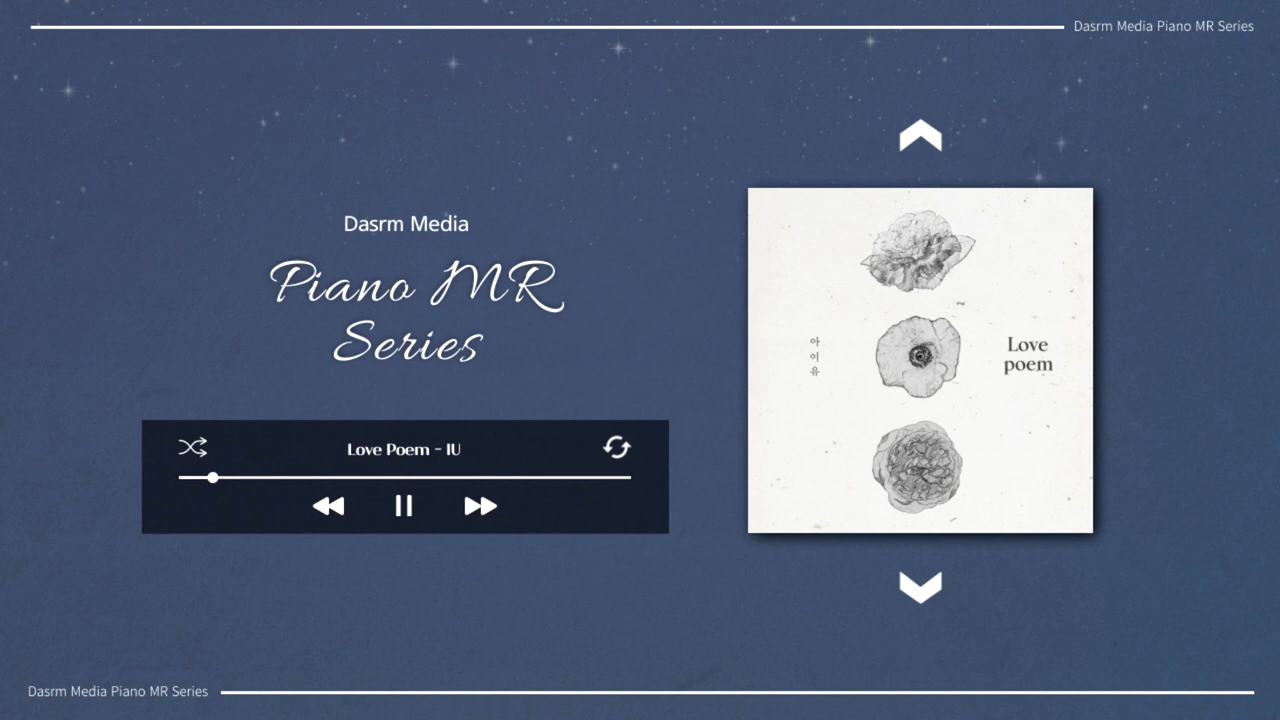 Dasrm Media Piano MR Series
Dasrm Media
Piano MR
Series
Love Poem - IU
아
이
유
Love
poem
Dasrm Media Piano MR Series